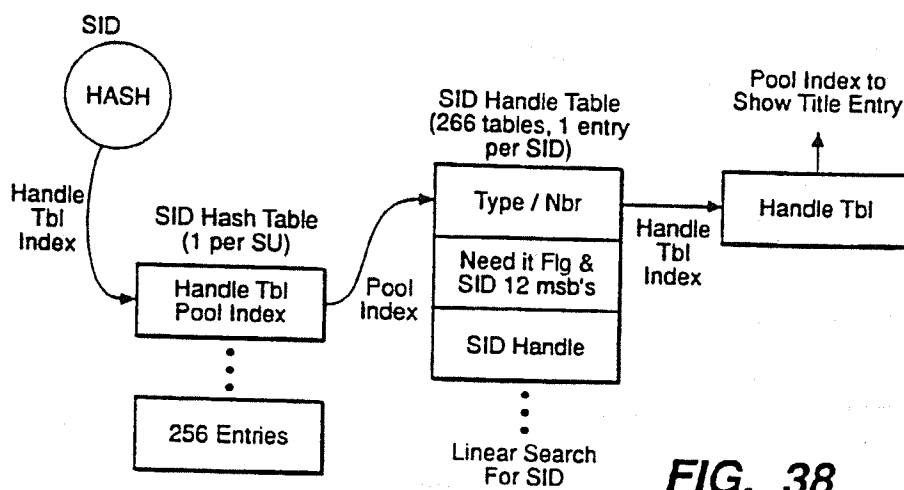 SID
HASH
Handle
Tbl
Index
SID Hash Table
(1 per SU)
Handle Tbl
Pool Index
256 Entries
Pool
Index
SID Handle Table
(266 tables, 1 entry
per SID)
Type / Nbr
Need it Flg &
SID 12 msb's
SID Handle
Linear Search
For SID
Handle
Tbl
Index
Pool Index to
Show Title Entry
Handle Tbl
FIG. 38